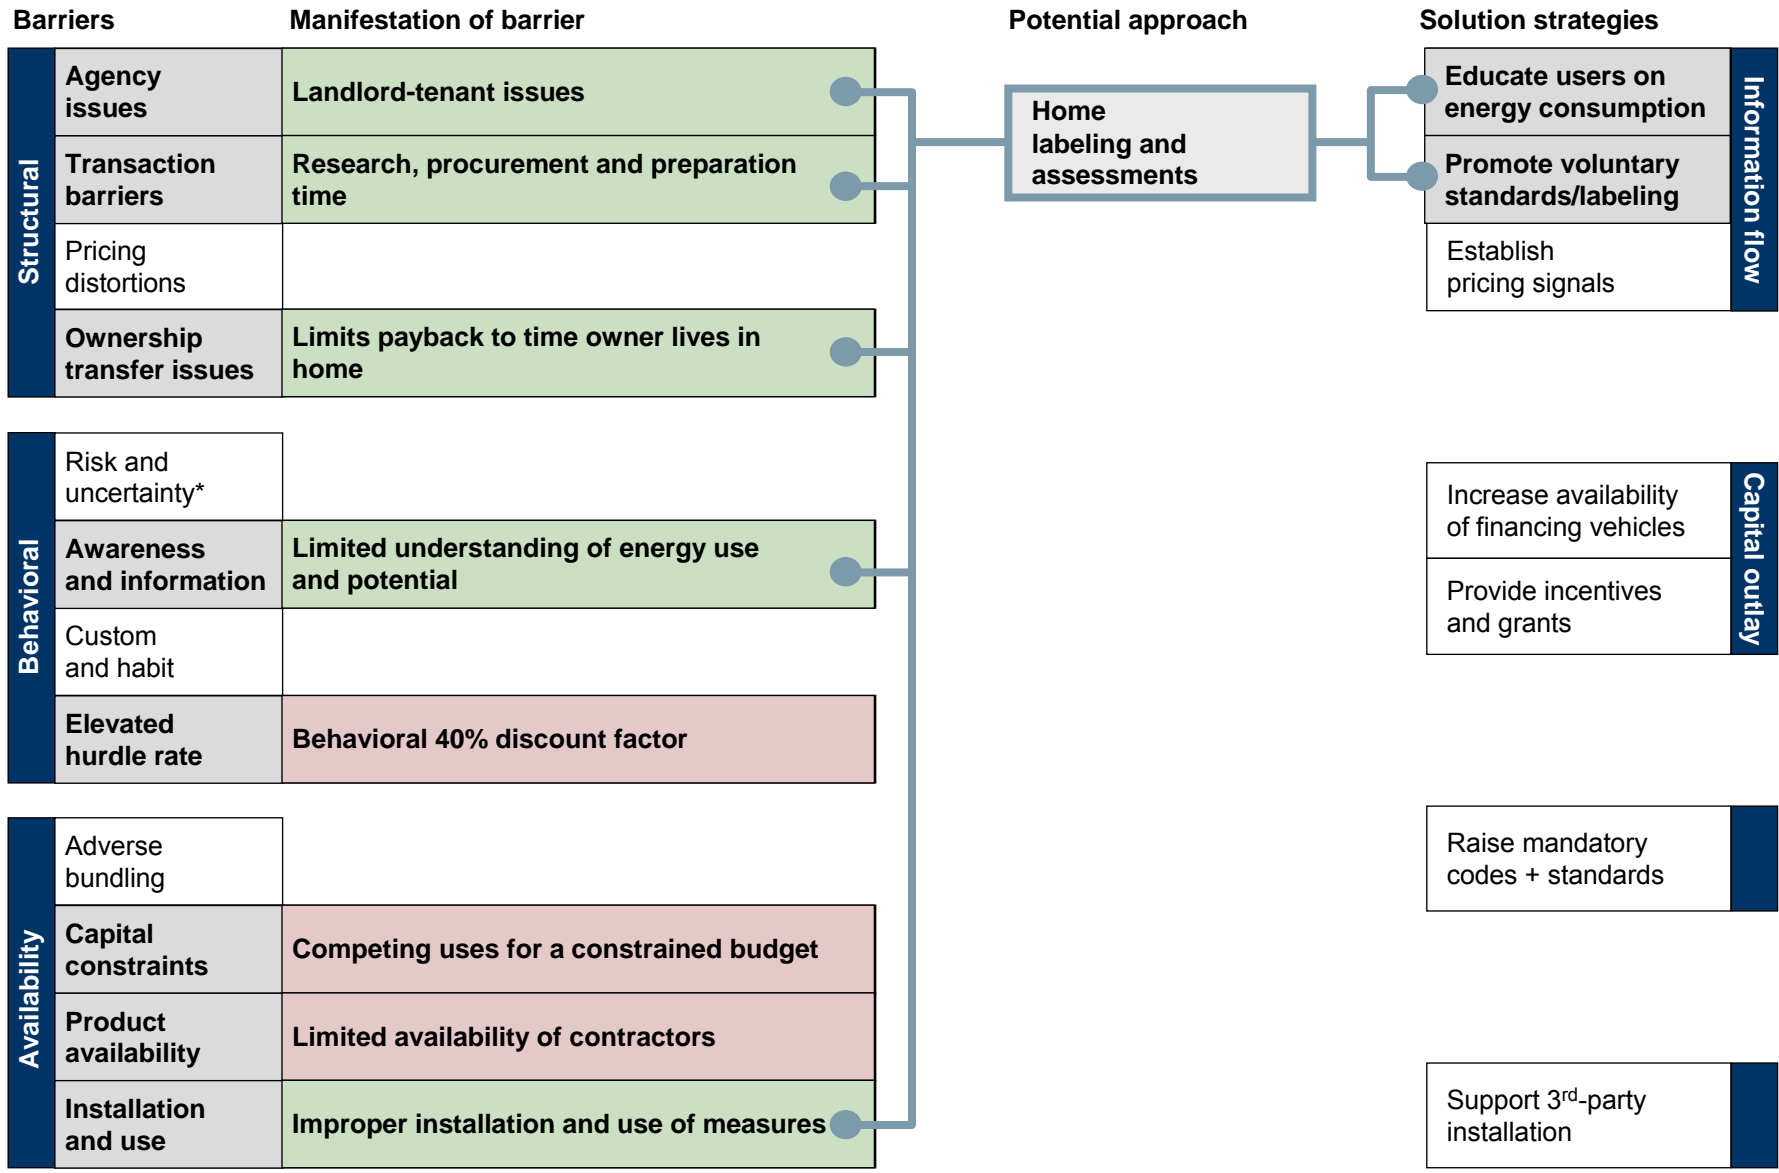 Barriers
Manifestation of barrier
Potential approach
Solution strategies
Structural
Agency
issues
Landlord-tenant issues
Transaction
barriers
Research, procurement and preparation
time
Pricing
distortions
Ownership
transfer issues
Limits payback to time owner lives in
home
Behavioral
Risk and
uncertainty*
Awareness
and information
Limited understanding of energy use
and potential
Custom
and habit
Elevated
hurdle rate
Behavioral 40% discount factor
Availability
Adverse
bundling
Capital
constraints
Competing uses for a constrained budget
Product
availability
Limited availability of contractors
Installation
and use
Improper installation and use of measures
Home
labeling and
assessments
Educate users on
energy consumption
Promote voluntary
standards/labeling
Establish
pricing signals
Information flow
Increase availability
of financing vehicles
Provide incentives
and grants
Capital outlay
Raise mandatory
codes + standards
Support 3rd-party
installation